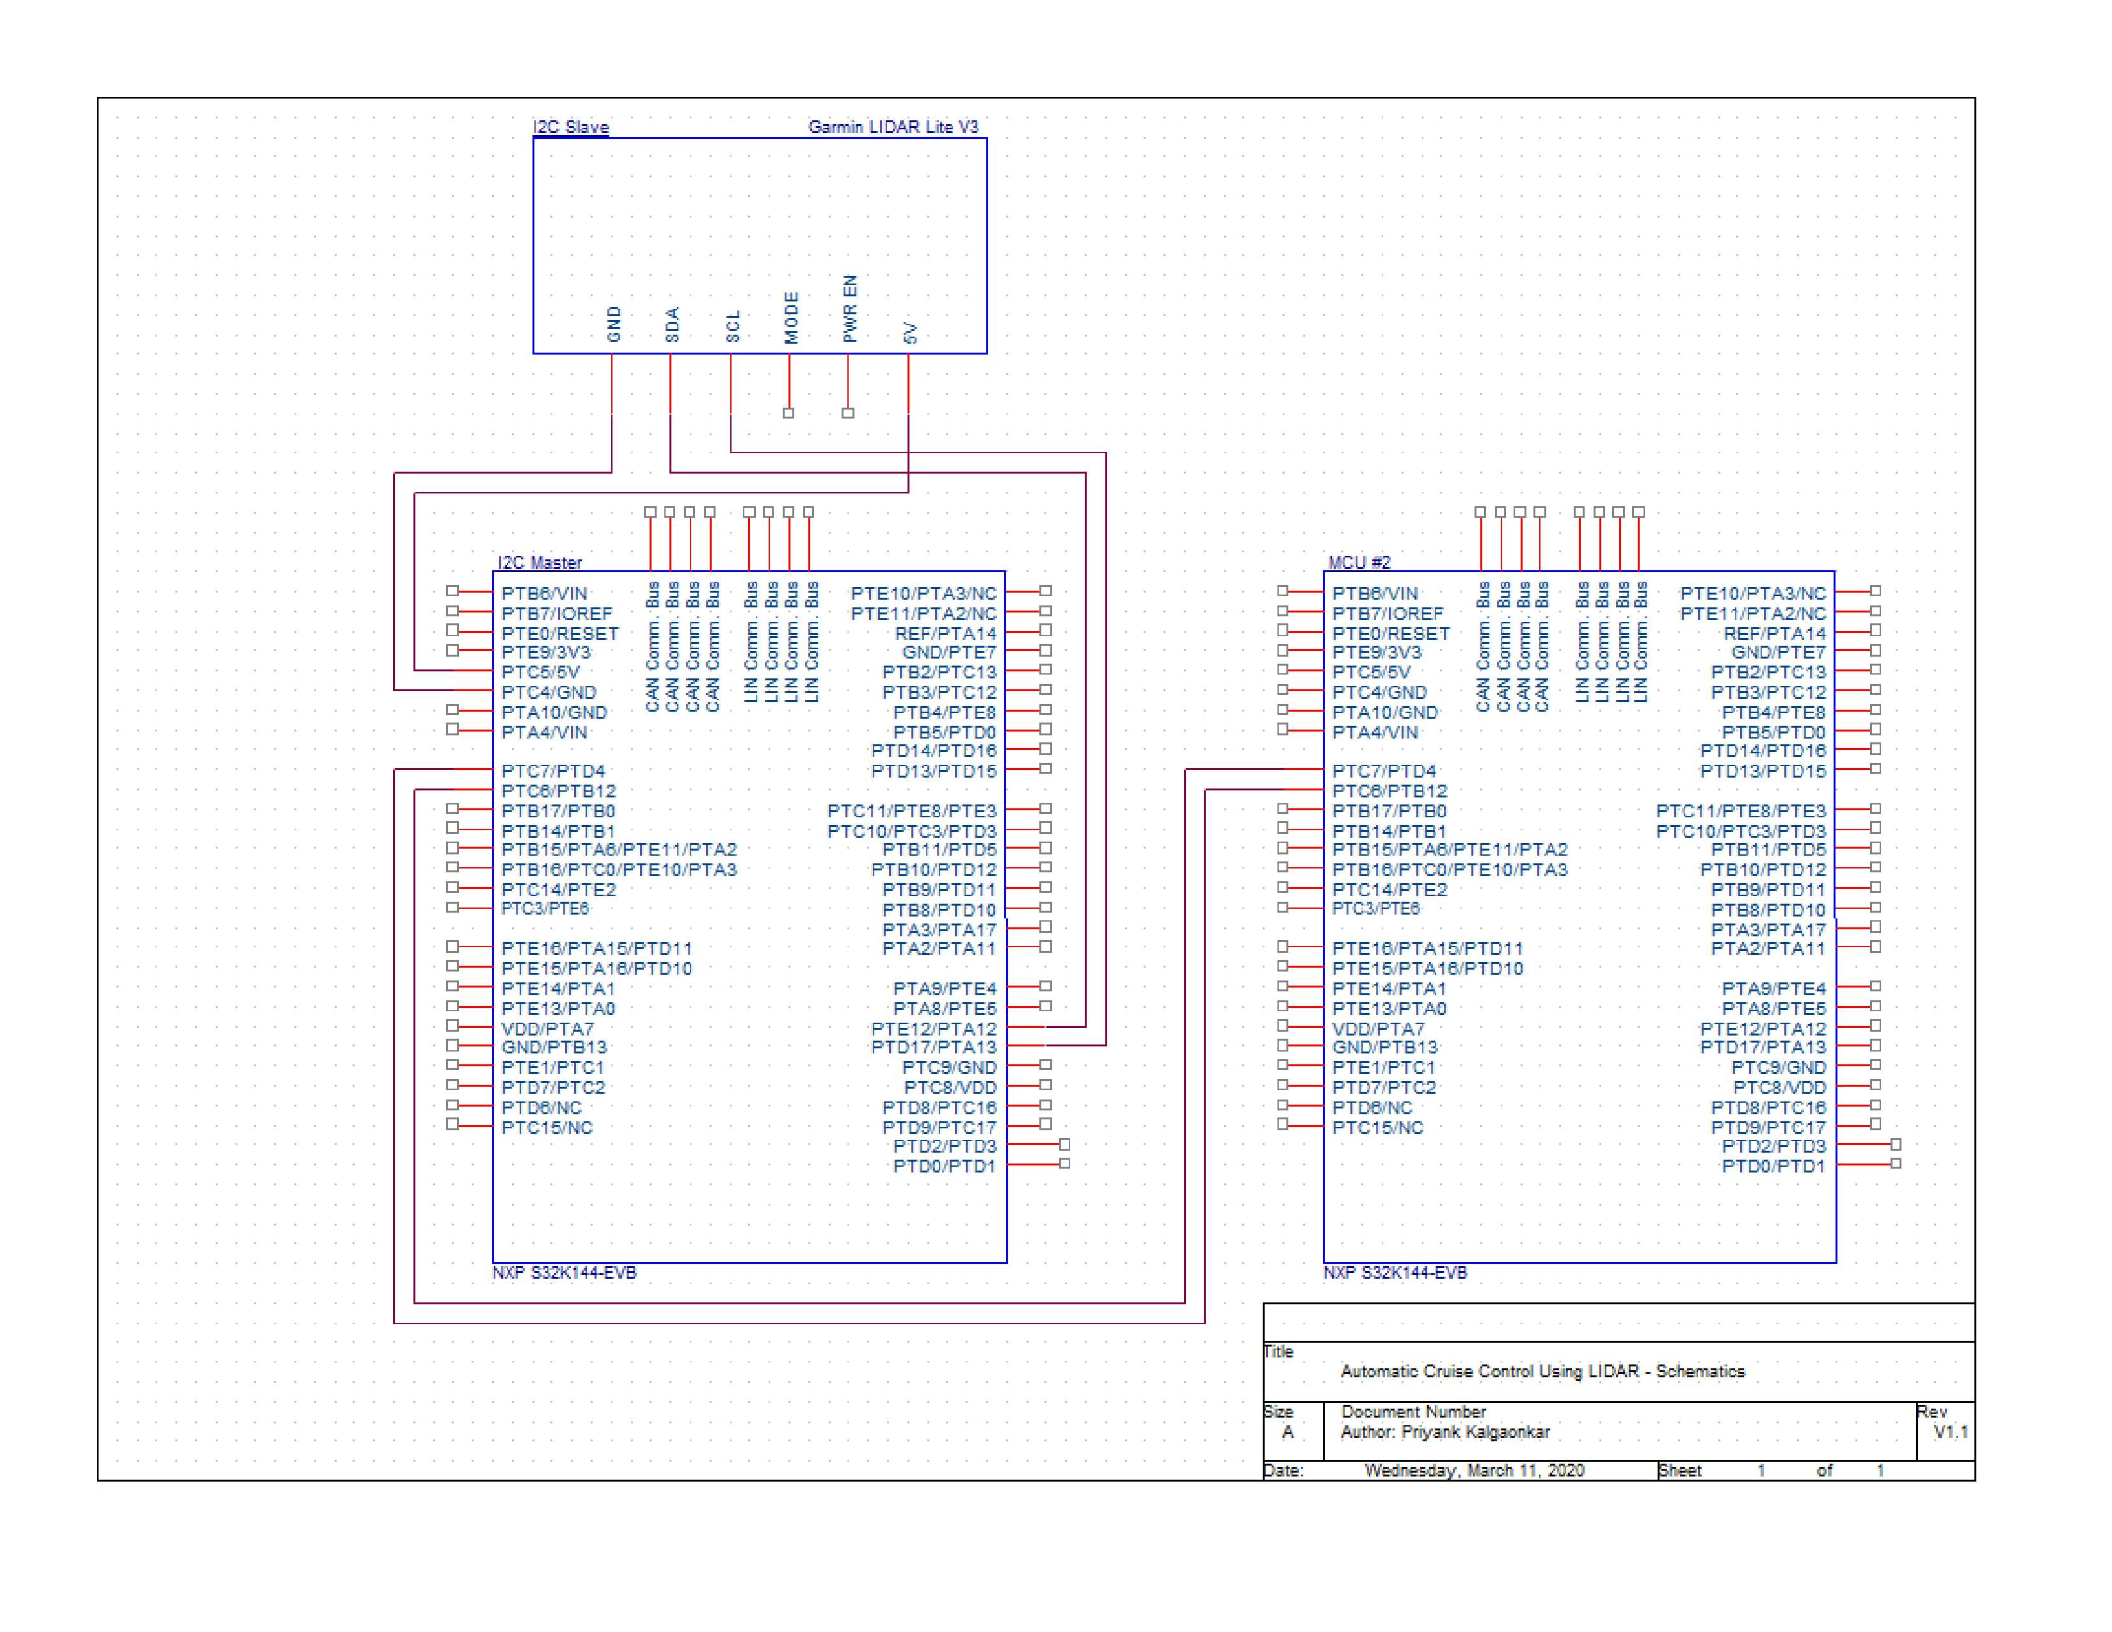 I2C Slave
Garmin LIDAR Lite V3
GND
SDA
SCL
MODE
PWR EN
5V
I2C Master
CAN Comm. Bus
CAN Comm. Bus
CAN Comm. Bus
CAN Comm. Bus
LIN Comm. Bus
LIN Comm. Bus
LIN Comm. Bus
LIN Comm. Bus
PTB6/VIN
PTB7/IOREF
PTE0/RESET
PTE9/3V3
PTC5/5V
PTC4/GND
PTA10/GND
PTA4/VIN
PTC7/PTD4
PTC6/PTB12
PTB17/PTB0
PTB14/PTB1
PTB15/PTA6/PTE11/PTA2
PTB16/PTC0/PTE10/PTA3
PTC14/PTE2
PTC3/PTE6
PTE16/PTA15/PTD11
PTE15/PTA16/PTD10
PTE14/PTA1
PTE13/PTA0
VDD/PTA7
GND/PTB13
PTE1/PTC1
PTD7/PTC2
PTD6/NC
PTC15/NC
PTE10/PTA3/NC
PTE11/PTA2/NC
REF/PTA14
GND/PTE7
PTB2/PTC13
PTB3/PTC12
PTB4/PTE8
PTB5/PTD0
PTD14/PTD16
PTD13/PTD15
PTC11/PTE8/PTE3
PTC10/PTC3/PTD3
PTB11/PTD5
PTB10/PTD12
PTB9/PTD11
PTB8/PTD10
PTA3/PTA17
PTA2/PTA11
PTA9/PTE4
PTA8/PTE5
PTE12/PTA12
PTD17/PTA13
PTC9/GND
PTC8/VDD
PTD8/PTC16
PTD9/PTC17
PTD2/PTD3
PTD0/PTD1
NXP S32K144-EVB
MCU #2
CAN Comm. Bus
CAN Comm. Bus
CAN Comm. Bus
CAN Comm. Bus
LIN Comm. Bus
LIN Comm. Bus
LIN Comm. Bus
LIN Comm. Bus
PTB6/VIN
PTB7/IOREF
PTE0/RESET
PTE9/3V3
PTC5/5V
PTC4/GND
PTA10/GND
PTA4/VIN
PTC7/PTD4
PTC6/PTB12
PTB17/PTB0
PTB14/PTB1
PTB15/PTA6/PTE11/PTA2
PTB16/PTC0/PTE10/PTA3
PTC14/PTE2
PTC3/PTE6
PTE16/PTA15/PTD11
PTE15/PTA16/PTD10
PTE14/PTA1
PTE13/PTA0
VDD/PTA7
GND/PTB13
PTE1/PTC1
PTD7/PTC2
PTD6/NC
PTC15/NC
PTE10/PTA3/NC
PTE11/PTA2/NC
REF/PTA14
GND/PTE7
PTB2/PTC13
PTB3/PTC12
PTB4/PTE8
PTB5/PTD0
PTD14/PTD16
PTD13/PTD15
PTC11/PTE8/PTE3
PTC10/PTC3/PTD3
PTB11/PTD5
PTB10/PTD12
PTB9/PTD11
PTB8/PTD10
PTA3/PTA17
PTA2/PTA11
PTA9/PTE4
PTA8/PTE5
PTE12/PTA12
PTD17/PTA13
PTC9/GND
PTC8/VDD
PTD8/PTC16
PTD9/PTC17
PTD2/PTD3
PTD0/PTD1
NXP S32K144-EVB
Title
Automatic Cruise Control Using LIDAR - Schematics
Size
A
Document Number
Author: Priyank Kalgaonkar
Rev
V1.1
Date: Wednesday, March 11, 2020 Sheet 1 of 1